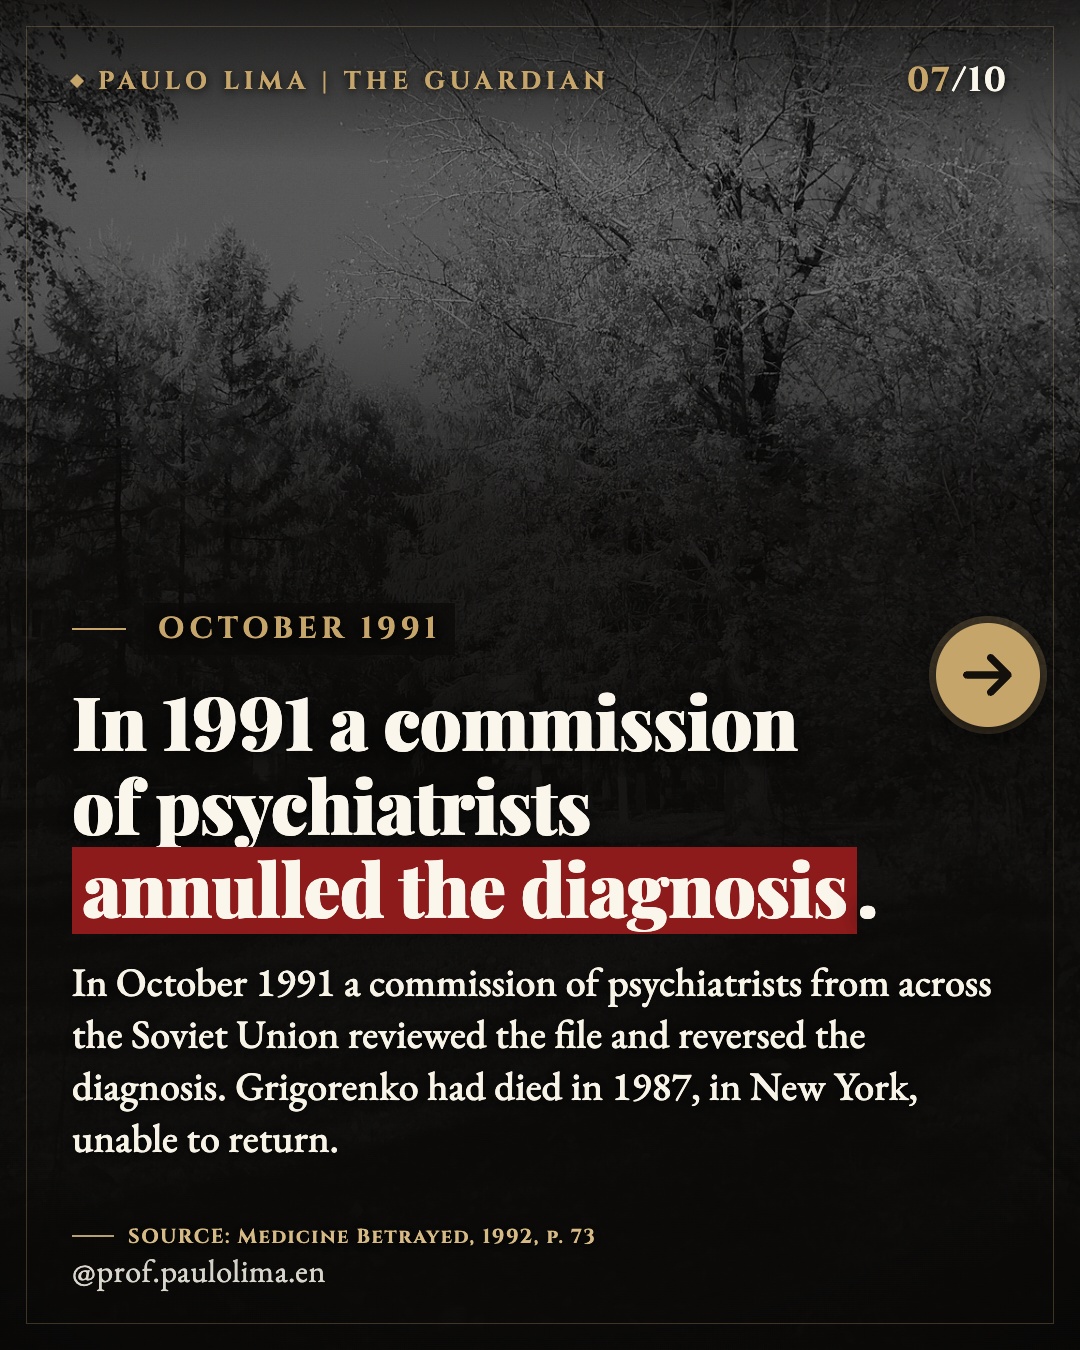 ◆ PAULO LIMA | THE GUARDIAN
07/10
OCTOBER 1991
In 1991 a commission
of psychiatrists
annulled the diagnosis.
In October 1991 a commission of psychiatrists from across
the Soviet Union reviewed the file and reversed the
diagnosis. Grigorenko had died in 1987, in New York,
unable to return.
SOURCE: Medicine Betrayed, 1992, p. 73
@prof.paulolima.en